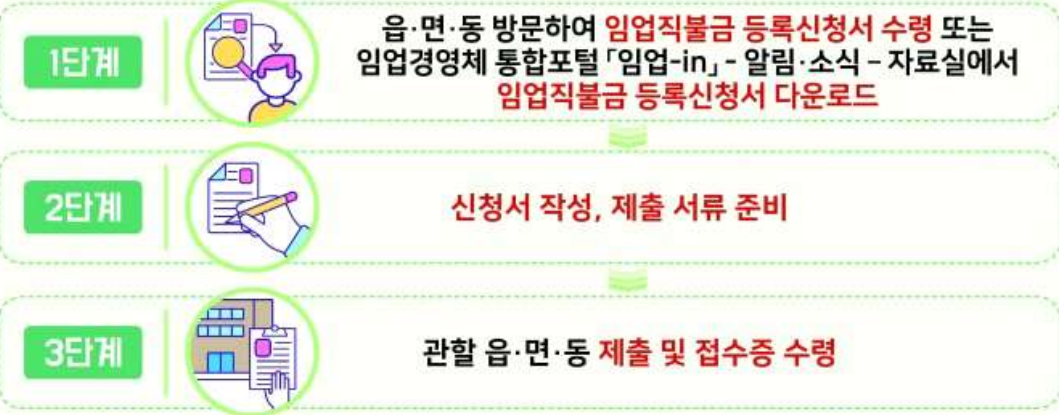 1단계
읍·면·동 방문하여 임업직불금 등록신청서 수령 또는
임업경영체 통합포털 「임업-in」 - 알림·소식 – 자료실에서
임업직불금 등록신청서 다운로드
2단계
신청서 작성, 제출 서류 준비
3단계
관할 읍·면·동 제출 및 접수증 수령